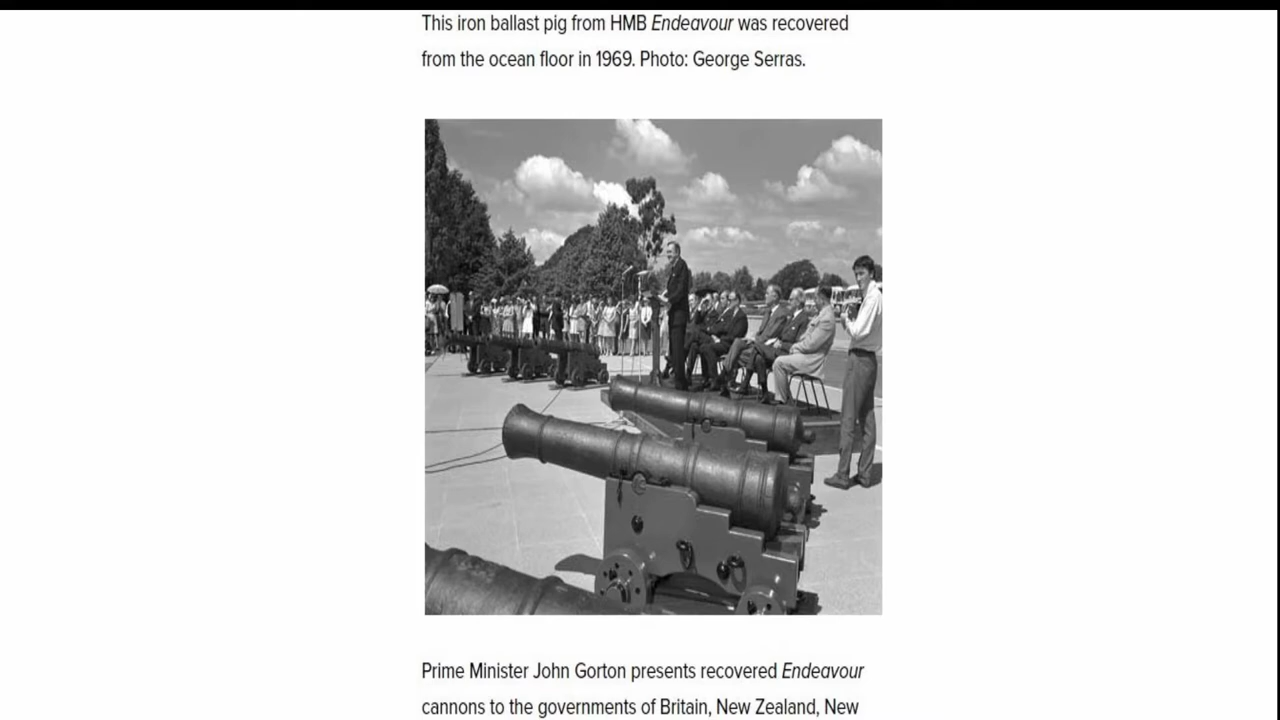 This iron ballast pig from HMB Endeavour was recovered
from the ocean floor in 1969. Photo: George Serras.
Prime Minister John Gorton presents recovered Endeavour
cannons to the governments of Britain, New Zealand, New